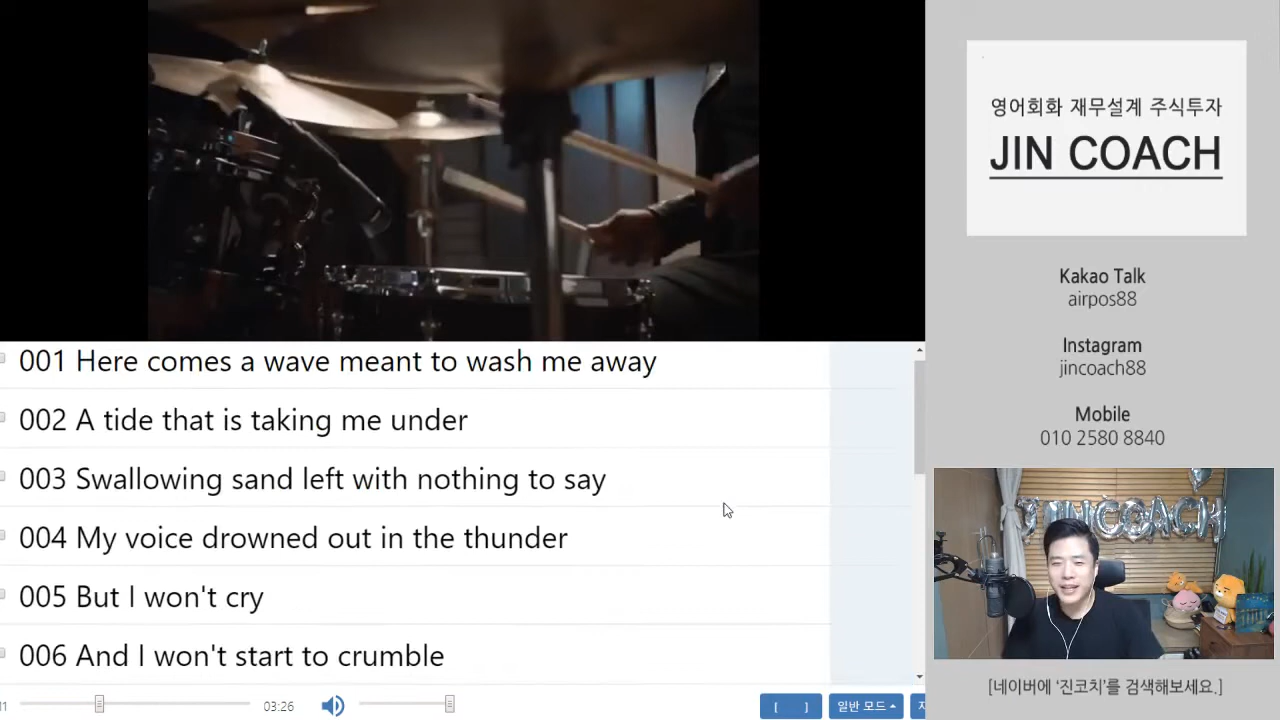 001 Here comes a wave meant to wash me away
002 A tide that is taking me under
003 Swallowing sand left with nothing to say
004 My voice drowned out in the thunder
005 But I won't cry
006 And I won't start to crumble
03:26
[ ]
일반 모드
영어회화 재무설계 주식투자
JIN COACH
Kakao Talk
airpos88
Instagram
jincoach88
Mobile
010 2580 8840
JINCOACH
[네이버에 '진코치'를 검색해보세요.]